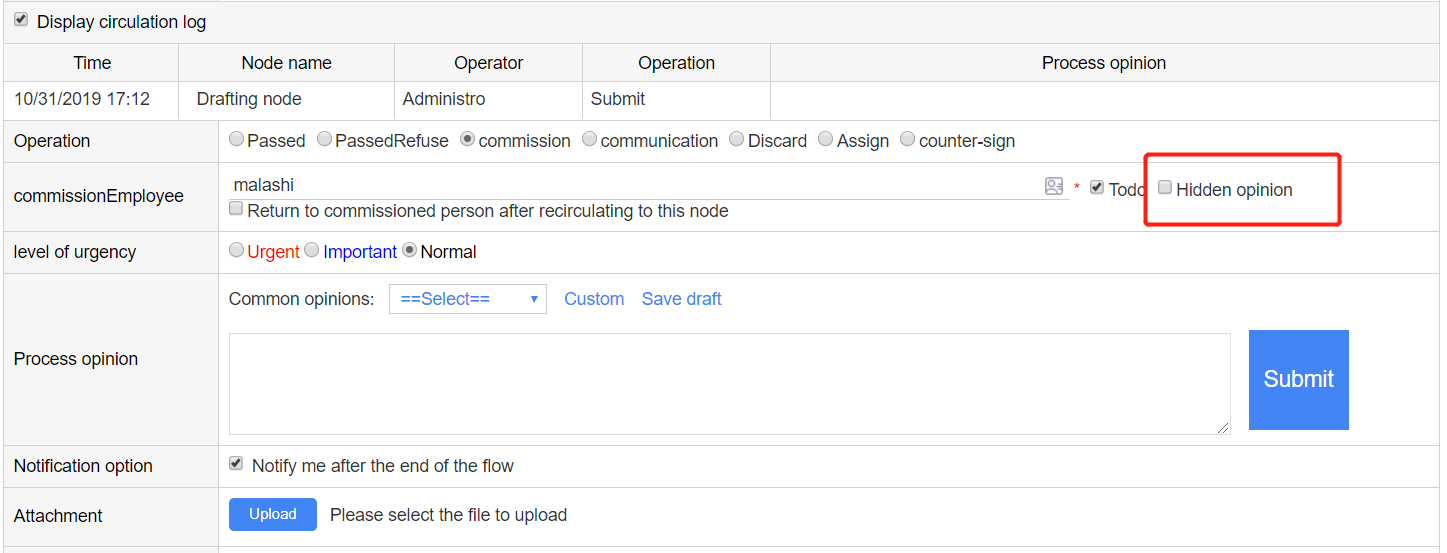 Display circulation log
Time Node name Operator Operation Process opinion
10/31/2019 17:12 Drafting node Administro Submit
Operation Passed PassedRefuse commission communication Discard Assign counter-sign
commissionEmployee malashi * Todo Hidden opinion
Return to commissioned person after recirculating to this node
level of urgency Urgent Important Normal
Common opinions: ==Select== Custom Save draft
Process opinion Submit
Notification option Notify me after the end of the flow
Attachment Upload Please select the file to upload